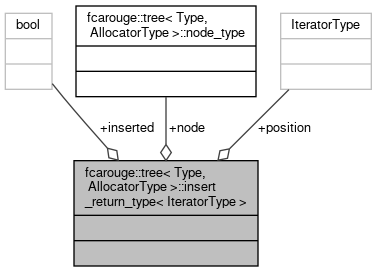 bool
fcarouge::tree< Type,
AllocatorType >::node_type
IteratorType
+inserted
+node
+position
fcarouge::tree< Type,
AllocatorType >::insert
_return_type< IteratorType >